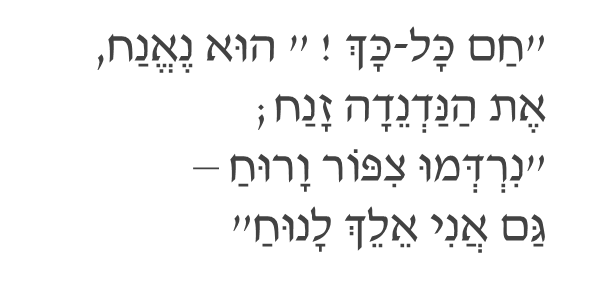 "חַם כָּל-כָּךְ ! " הוּא נֶאֱנַח,
אֶת הַנַּדְנֵדָה זָנַח ;
"נִרְדְּמוּ צִפּוֹר וָרוּחַ –
גַּם אֲנִי אֵלֵךְ לָנוּחַ"